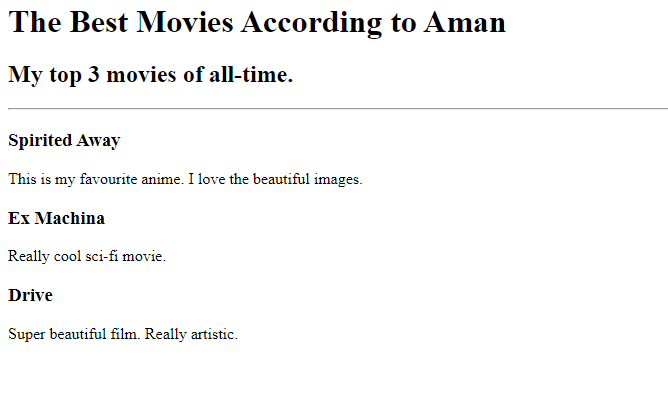 The Best Movies According to Aman
My top 3 movies of all-time.
Spirited Away
This is my favourite anime. I love the beautiful images.
Ex Machina
Really cool sci-fi movie.
Drive
Super beautiful film. Really artistic.